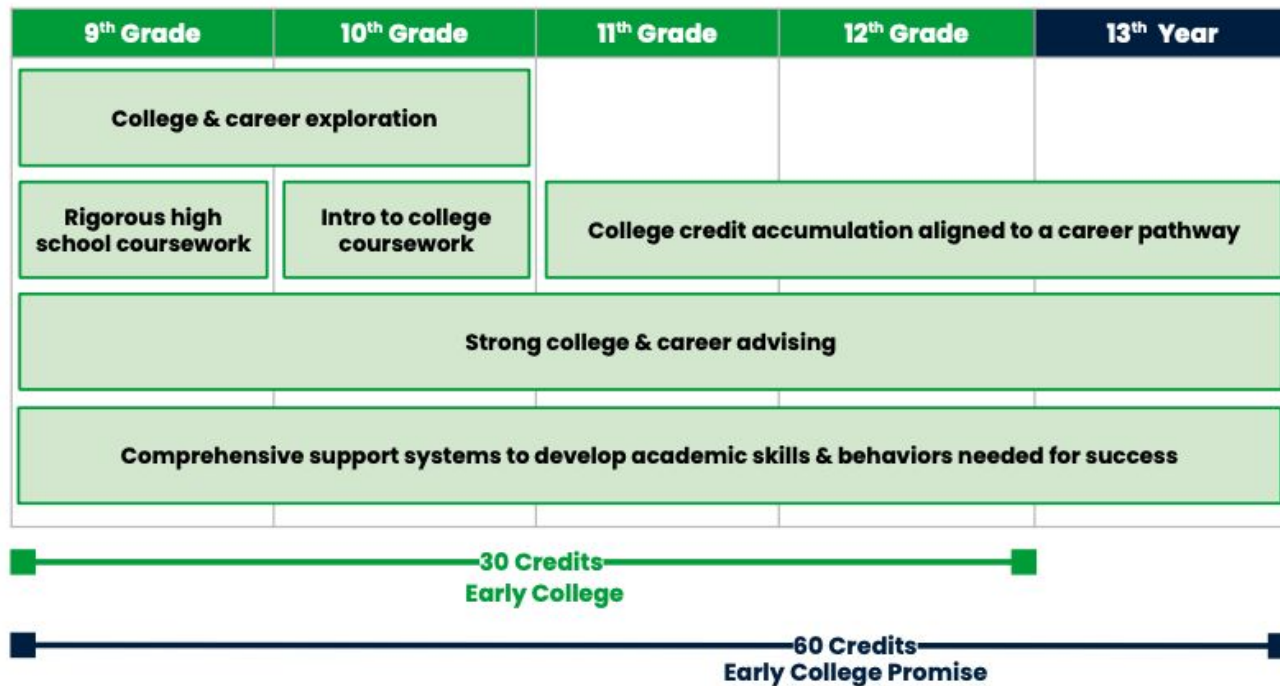 9th Grade
10th Grade
11th Grade
12th Grade
13th Year
College & career exploration
Rigorous high
school coursework
Intro to college
coursework
College credit accumulation aligned to a career pathway
Strong college & career advising
Comprehensive support systems to develop academic skills & behaviors needed for success
30 Credits
Early College
60 Credits
Early College Promise